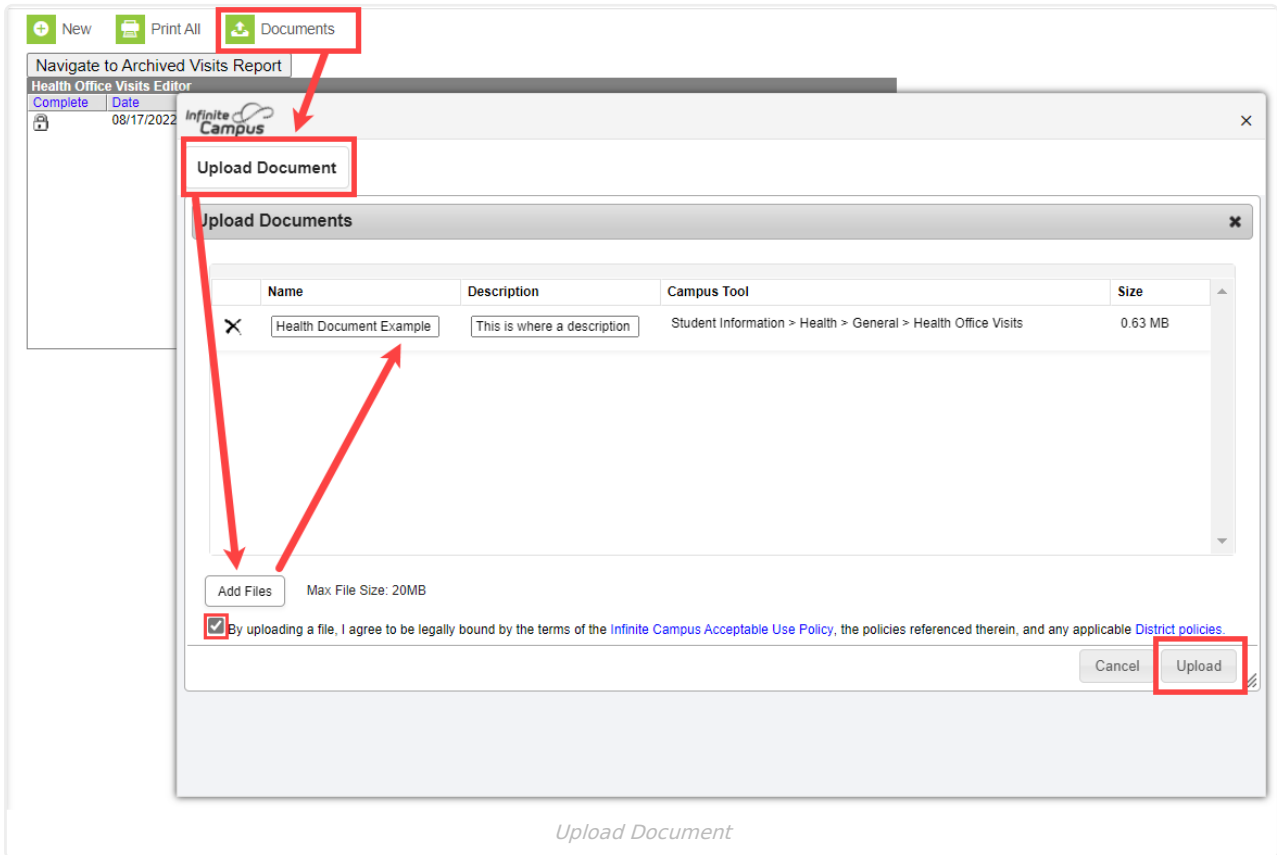 New Print All Documents
Navigate to Archived Visits Report
Health Office Visits Editor
Complete Date
08/17/2022
Infinite
Campus
Upload Document
Upload Documents
Name Description Campus Tool Size
Health Document Example This is where a description Student Information > Health > General > Health Office Visits 0.63 MB
Add Files Max File Size: 20MB
By uploading a file, I agree to be legally bound by the terms of the Infinite Campus Acceptable Use Policy, the policies referenced therein, and any applicable District policies.
Cancel Upload
Upload Document